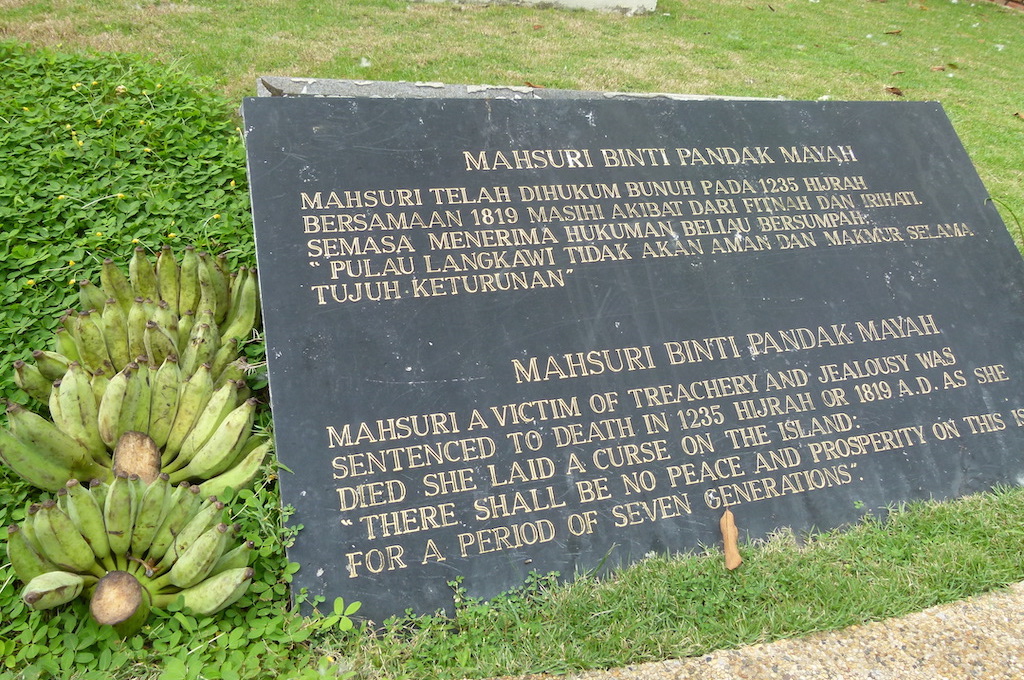 MAHSURI BINTI PANDAK MAYAH
MAHSURI TELAH DIHUKUM BUNUH PADA 1235 HIJRAH
BERSAMAAN 1819 MASIHI AKIBAT DARI FITNAH DAN IRIHATI.
SEMASA MENERIMA HUKUMAN BELIAU BERSUMPAH:
" PULAU LANGKAWI TIDAK AKAN AMAN DAN MAKMUR SELAMA
TUJUH KETURUNAN"
MAHSURI BINTI PANDAK MAYAH
MAHSURI A VICTIM OF TREACHERY AND JEALOUSY WAS
SENTENCED TO DEATH IN 1235 HIJRAH OR 1819 A.D. AS SHE
DIED SHE LAID A CURSE ON THE ISLAND:
"THERE SHALL BE NO PEACE AND PROSPERITY ON THIS
FOR A PERIOD OF SEVEN GENERATIONS".